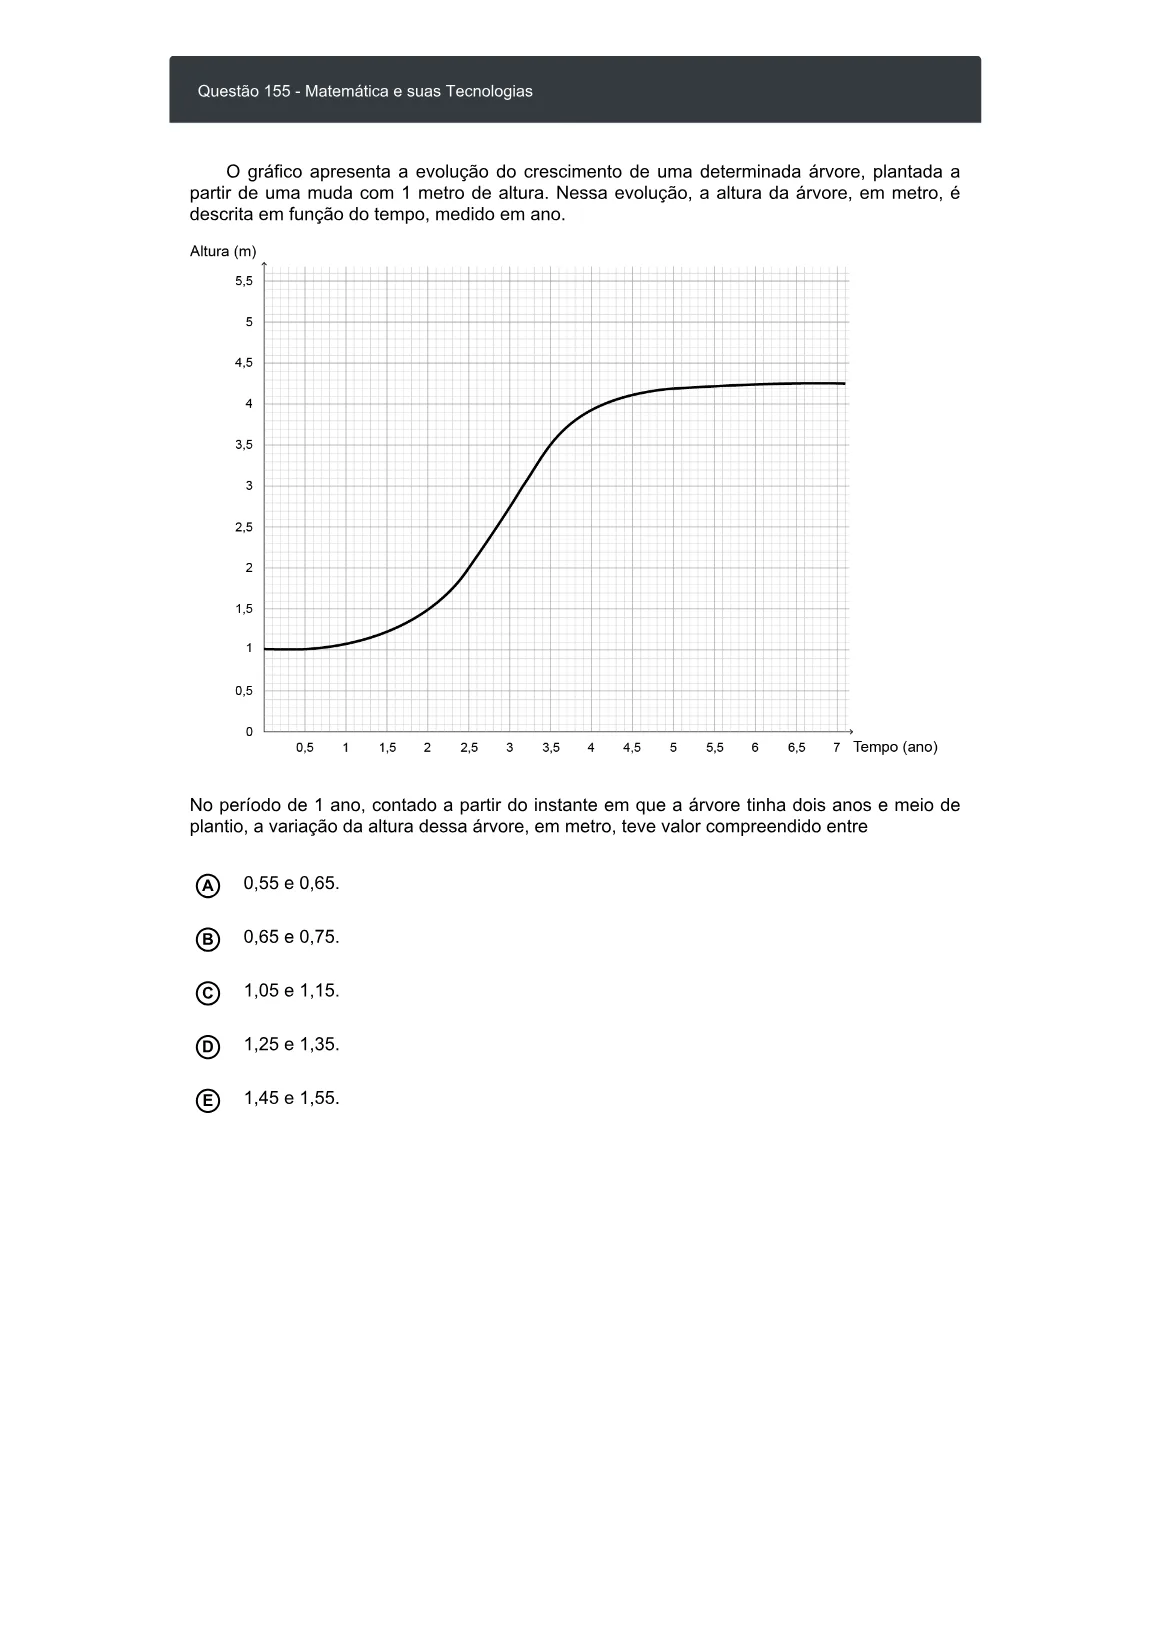 Questão 155 - Matemática e suas Tecnologias
O gráfico apresenta a evolução do crescimento de uma determinada árvore, plantada a
partir de uma muda com 1 metro de altura. Nessa evolução, a altura da árvore, em metro, é
descrita em função do tempo, medido em ano.
Altura (m)
5,5
5
4,5
4
3,5
3
2,5
2
1,5
1
0,5
0
0,5 1 1,5 2 2,5 3 3,5 4 4,5 5 5,5 6 6,5 7 Tempo (ano)
No período de 1 ano, contado a partir do instante em que a árvore tinha dois anos e meio de
plantio, a variação da altura dessa árvore, em metro, teve valor compreendido entre
A 0,55 e 0,65.
B 0,65 e 0,75.
C 1,05 e 1,15.
D 1,25 e 1,35.
E 1,45 e 1,55.